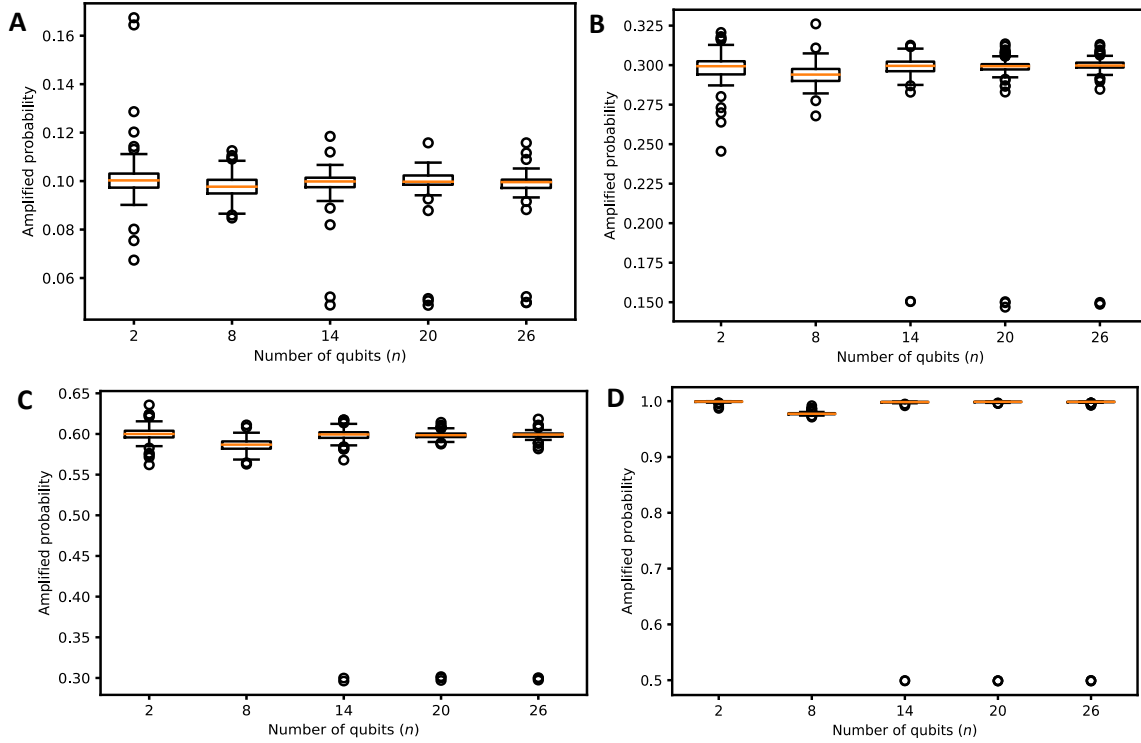 A
Amplified probability
0.16
0.14
0.12
0.10
0.08
0.06
2 8 14 20 26
Number of qubits (n)
B
Amplified probability
0.325
0.300
0.275
0.250
0.225
0.200
0.175
0.150
2 8 14 20 26
Number of qubits (n)
C
Amplified probability
0.65
0.60
0.55
0.50
0.45
0.40
0.35
0.30
2 8 14 20 26
Number of qubits (n)
D
Amplified probability
1.0
0.9
0.8
0.7
0.6
0.5
2 8 14 20 26
Number of qubits (n)